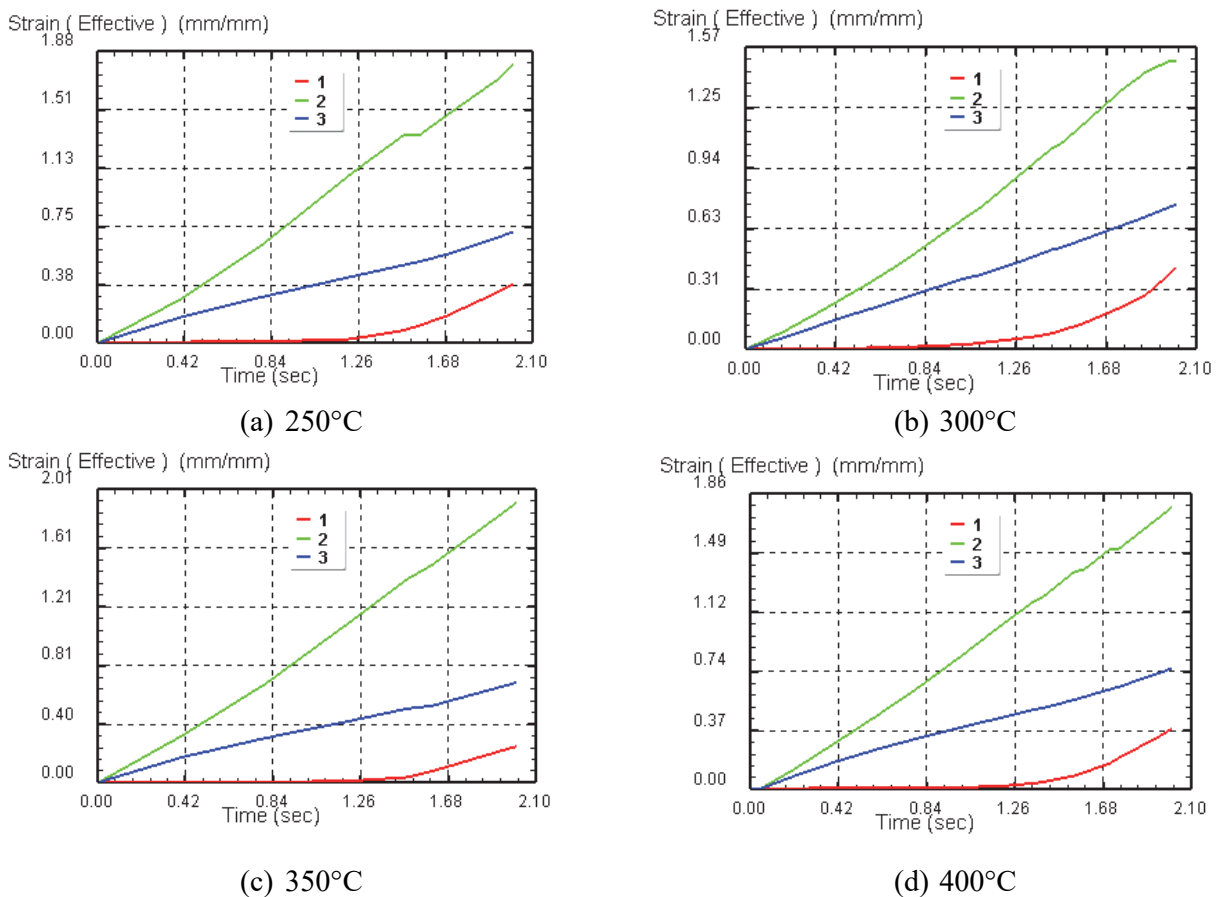 Strain ( Effective ) (mm/mm)
1.88
1.51
1.13
0.75
0.38
0.00
1
2
3
0.00 0.42 0.84 1.26 1.68 2.10
Time (sec)
(a) 250°C
Strain ( Effective ) (mm/mm)
1.57
1.25
0.94
0.63
0.31
0.00
1
2
3
0.00 0.42 0.84 1.26 1.68 2.10
Time (sec)
(b) 300°C
Strain ( Effective ) (mm/mm)
2.01
1.61
1.21
0.81
0.40
0.00
1
2
3
0.00 0.42 0.84 1.26 1.68 2.10
Time (sec)
(c) 350°C
Strain ( Effective ) (mm/mm)
1.86
1.49
1.12
0.74
0.37
0.00
1
2
3
0.00 0.42 0.84 1.26 1.68 2.10
Time (sec)
(d) 400°C